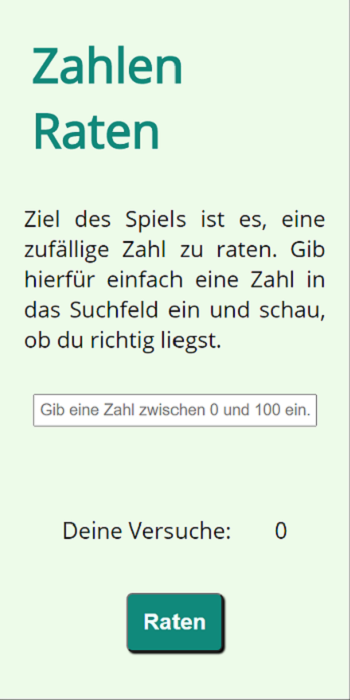 Zahlen
Raten
Ziel des Spiels ist es, eine
zufällige Zahl zu raten. Gib
hierfür einfach eine Zahl in
das Suchfeld ein und schau,
ob du richtig liegst.
Gib eine Zahl zwischen 0 und 100 ein.
Deine Versuche: 0
Raten